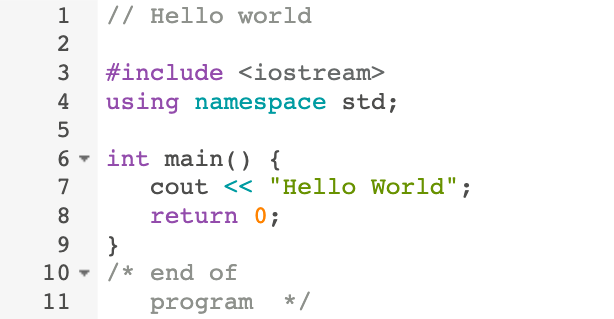 1 // Hello world
2
3 #include <iostream>
4 using namespace std;
5
6 int main() {
7    cout << "Hello World";
8    return 0;
9 }
10 /* end of
11    program  */